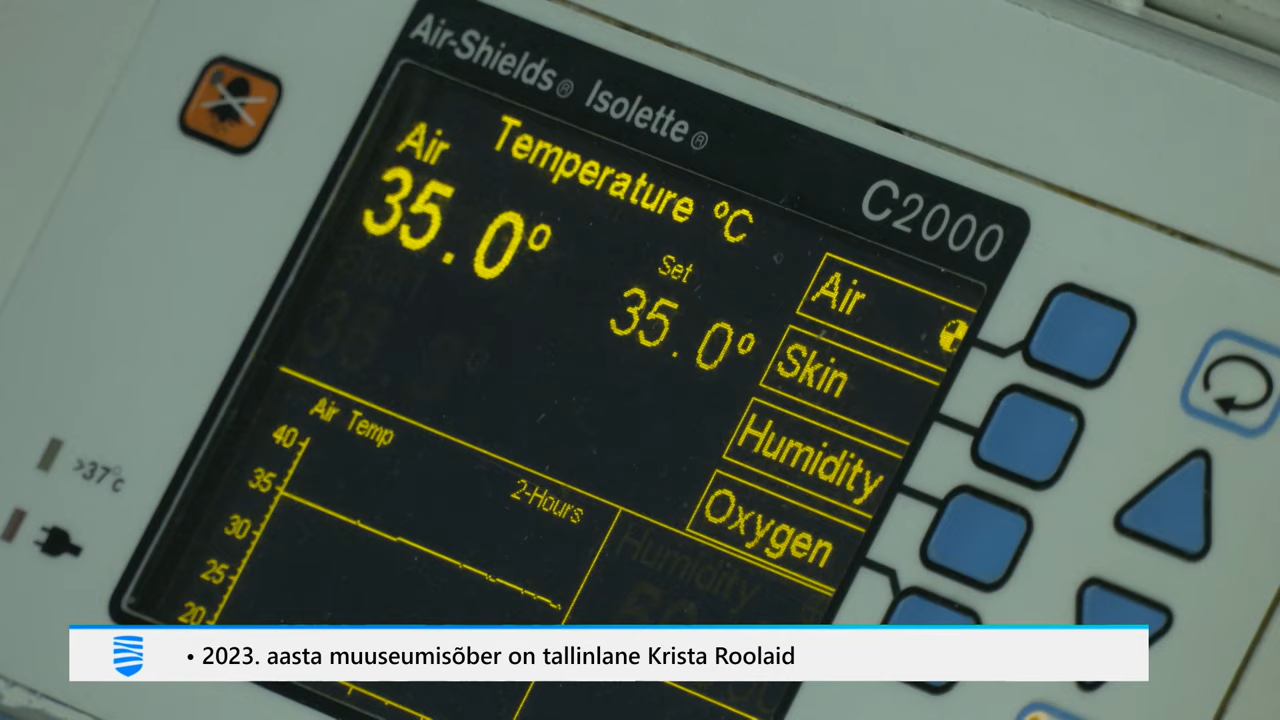 Air-Shields® Isolette®
C2000
Temperature °C
Air
35.0°
Set
35.0°
Air
Skin
Humidity
Oxygen
Air Temp
2-Hours
40
35
30
25
20
Humidity
>37°C
• 2023. aasta muuseumisõber on tallinlane Krista Roolaid